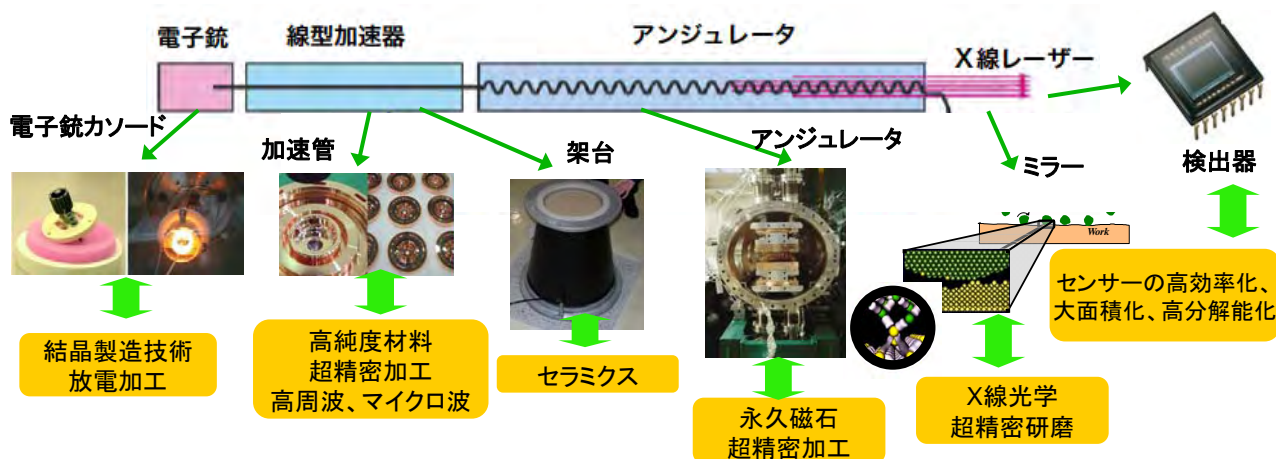 電子銃
線型加速器
アンジュレータ
X線レーザー
電子銃カソード
加速管
架台
アンジュレータ
ミラー
検出器
Work
結晶製造技術
放電加工
高純度材料
超精密加工
高周波、マイクロ波
セラミクス
永久磁石
超精密加工
X線光学
超精密研磨
センサーの高効率化、
大面積化、高分解能化